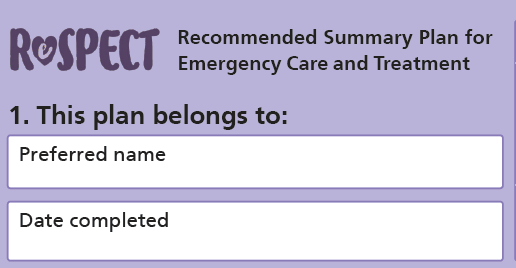 ReSPECT
Recommended Summary Plan for
Emergency Care and Treatment
1. This plan belongs to:
Preferred name
Date completed